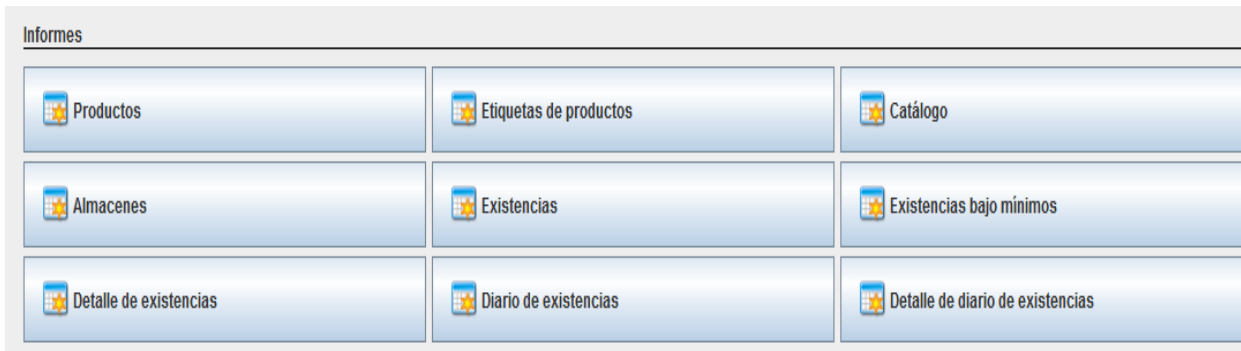 Informes
Productos
Etiquetas de productos
Catálogo
Almacenes
Existencias
Existencias bajo mínimos
Detalle de existencias
Diario de existencias
Detalle de diario de existencias